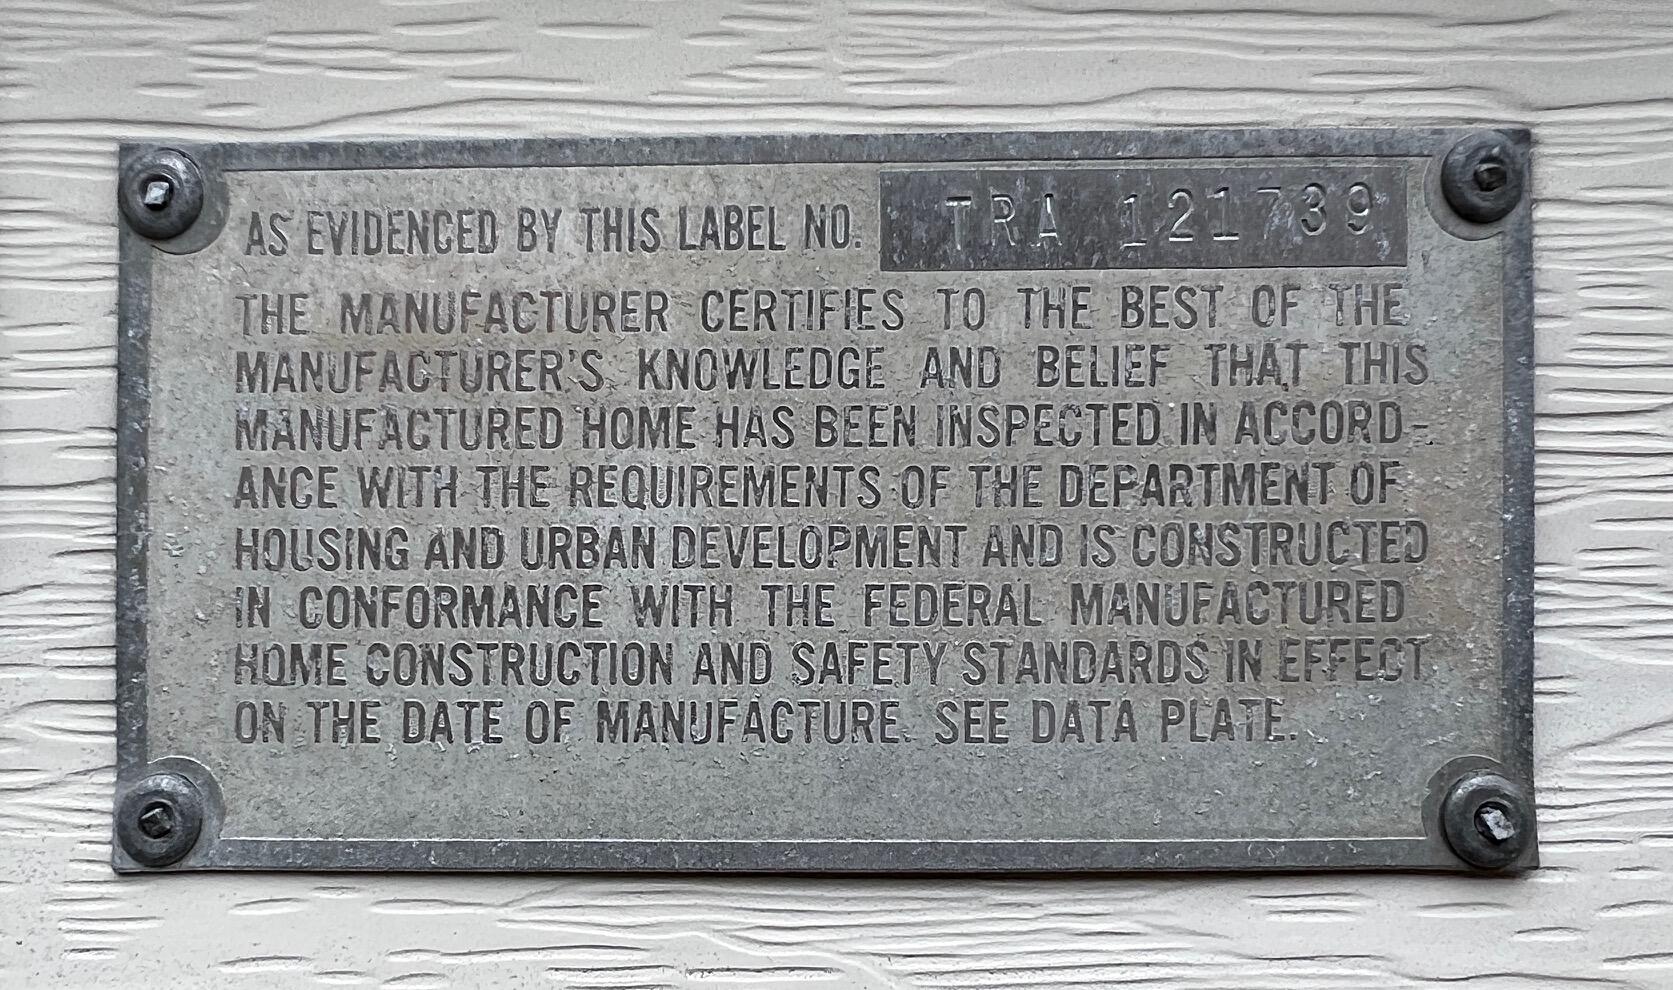 AS EVIDENCED BY THIS LABEL NO. TRA 121739
THE MANUFACTURER CERTIFIES TO THE BEST OF THE
MANUFACTURER'S KNOWLEDGE AND BELIEF THAT THIS
MANUFACTURED HOME HAS BEEN INSPECTED IN ACCORD-
ANCE WITH THE REQUIREMENTS OF THE DEPARTMENT OF
HOUSING AND URBAN DEVELOPMENT AND IS CONSTRUCTED
IN CONFORMANCE WITH THE FEDERAL MANUFACTURED
HOME CONSTRUCTION AND SAFETY STANDARDS IN EFFECT
ON THE DATE OF MANUFACTURE. SEE DATA PLATE.